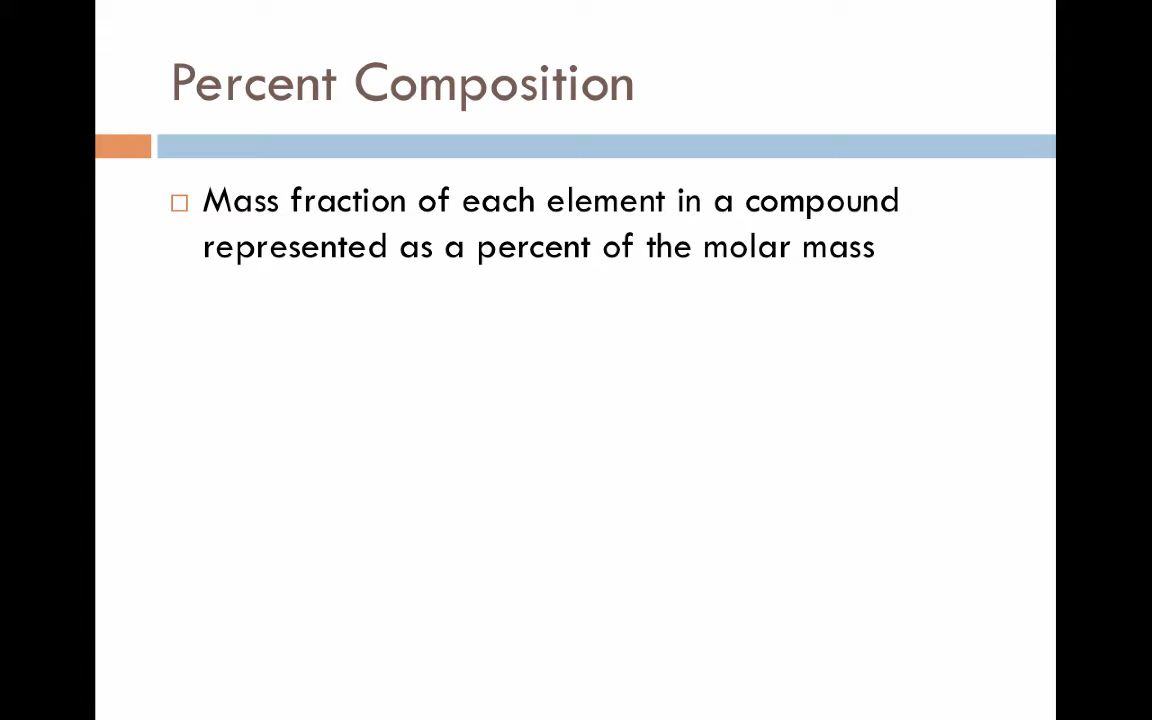 Percent Composition
Mass fraction of each element in a compound
represented as a percent of the molar mass